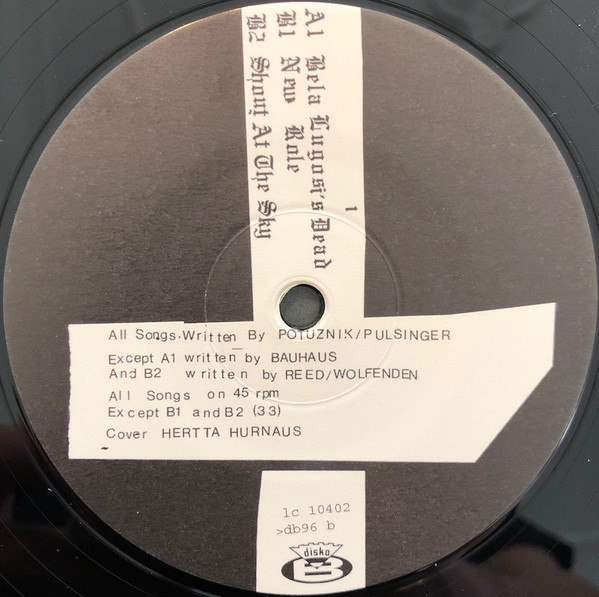 A1 Bela Lugosi's Dead
B1 New Role
B2 Shout At The Sky
1
All Songs Written By POTUZNIK/PULSINGER
Except A1 written by BAUHAUS
And B2 written by REED/WOLFENDEN
All Songs on 45 rpm
Except B1 and B2 (33)
Cover HERTTA HURNAUS
lc 10402
>db96 b
disko
B